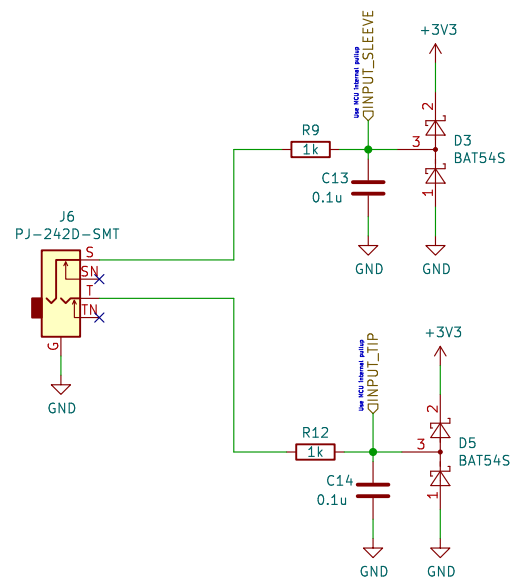 +3V3
INPUT_SLEEVE
Use MCU Internal pullup
R9
1k
2
3
D3
BAT54S
1
C13
0.1u
GND
GND
J6
PJ-242D-SMT
S
SN
T
TN
G
GND
+3V3
INPUT_TIP
Use MCU Internal pullup
R12
1k
2
3
D5
BAT54S
1
C14
0.1u
GND
GND